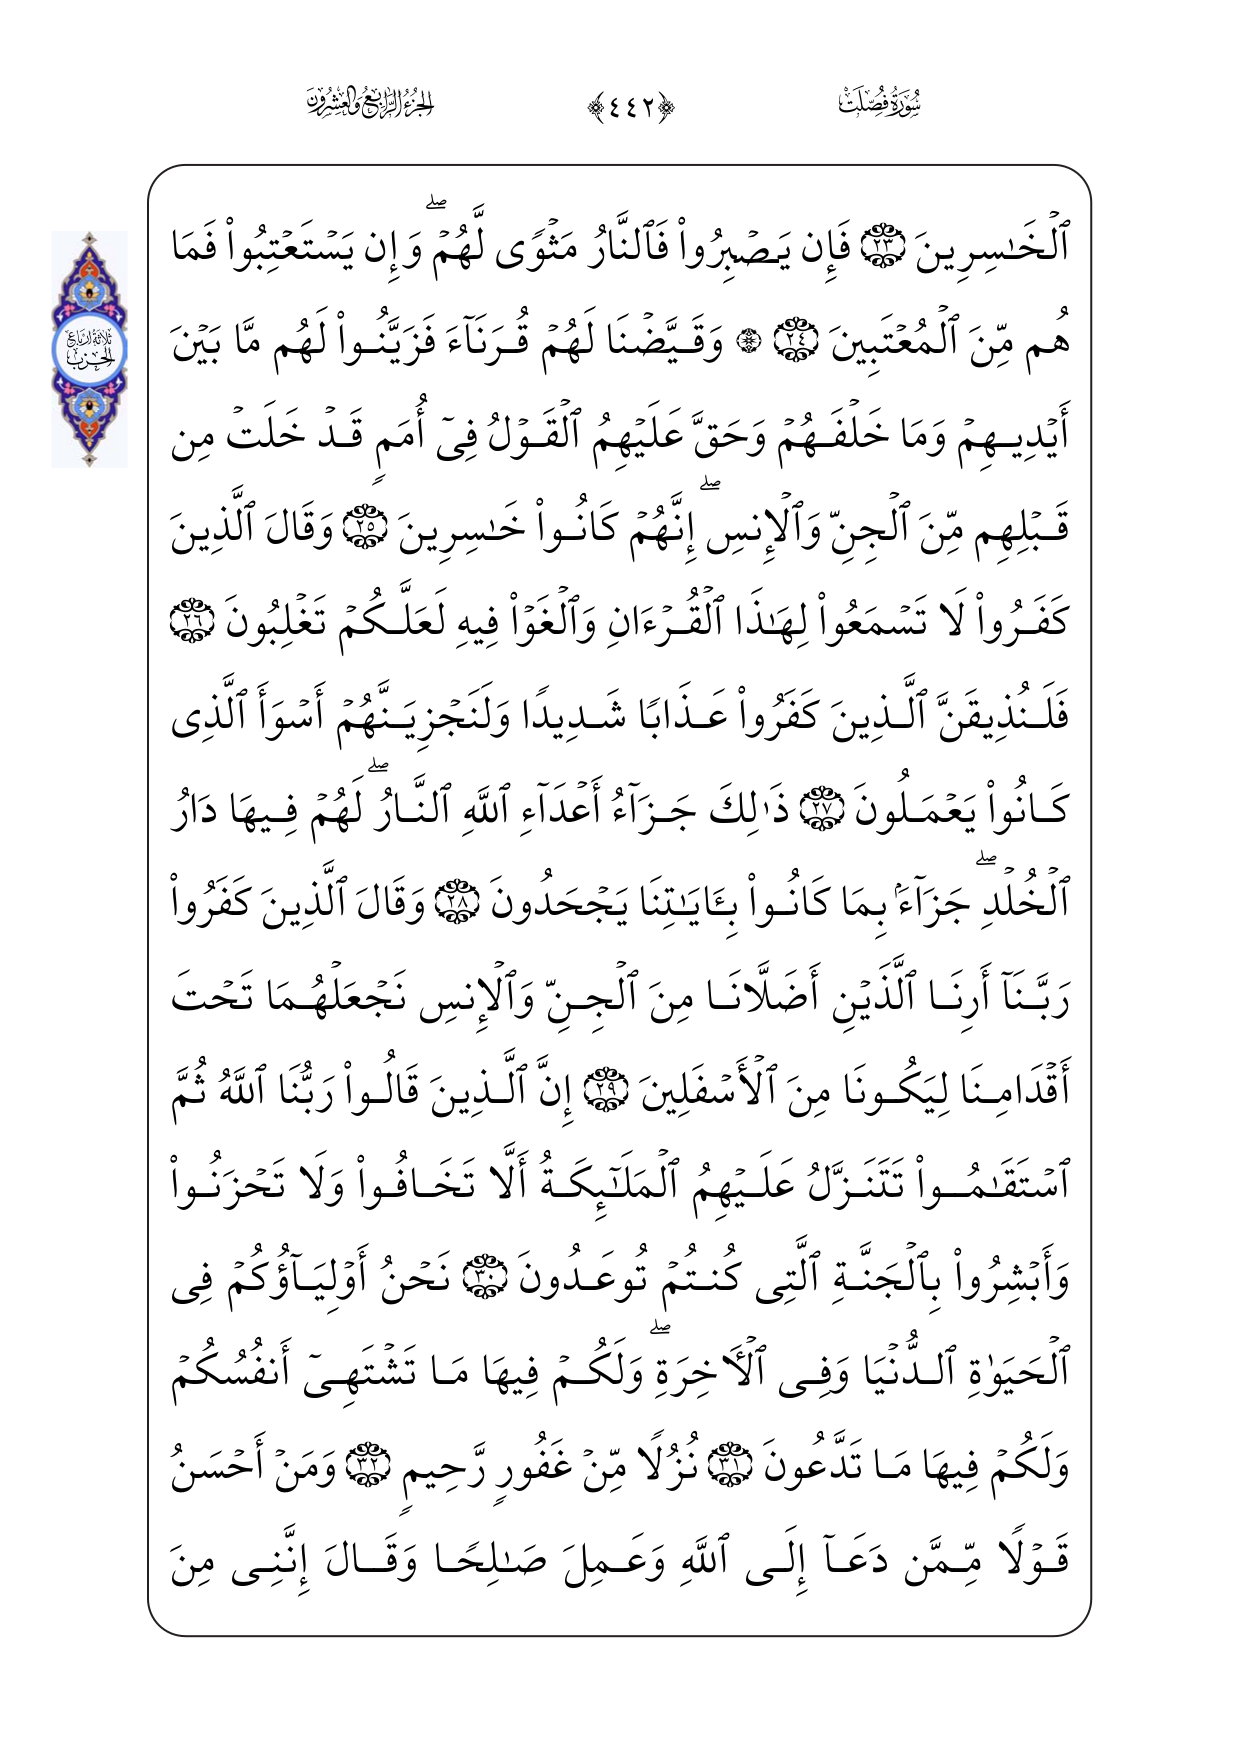 سُورَةُ فُصِّلَتۡ
﴿٤٤٢﴾
الجُزْءُ الرَّابِعُ وَالعِشْرُونَ
ثَلَاثَةُ أَرْبَاعِ
الحِزْبِ
ٱلۡخَـٰسِرِينَ ٢٣ فَإِن يَصۡبِرُواْ فَٱلنَّارُ مَثۡوٗى لَّهُمۡۖ وَإِن يَسۡتَعۡتِبُواْ فَمَا
هُم مِّنَ ٱلۡمُعۡتَبِينَ ٢٤ ۞ وَقَيَّضۡنَا لَهُمۡ قُرَنَآءَ فَزَيَّنُواْ لَهُم مَّا بَيۡنَ
أَيۡدِيهِمۡ وَمَا خَلۡفَهُمۡ وَحَقَّ عَلَيۡهِمُ ٱلۡقَوۡلُ فِىٓ أُمَمٖ قَدۡ خَلَتۡ مِن
قَبۡلِهِم مِّنَ ٱلۡجِنِّ وَٱلۡإِنسِۖ إِنَّهُمۡ كَانُواْ خَـٰسِرِينَ ٢٥ وَقَالَ ٱلَّذِينَ
كَفَرُواْ لَا تَسۡمَعُواْ لِهَـٰذَا ٱلۡقُرۡءَانِ وَٱلۡغَوۡاْ فِيهِ لَعَلَّكُمۡ تَغۡلِبُونَ ٢٦
فَلَنُذِيقَنَّ ٱلَّذِينَ كَفَرُواْ عَذَابٗا شَدِيدٗا وَلَنَجۡزِيَنَّهُمۡ أَسۡوَأَ ٱلَّذِى
كَانُواْ يَعۡمَلُونَ ٢٧ ذَٰلِكَ جَزَآءُ أَعۡدَآءِ ٱللَّهِ ٱلنَّارُۖ لَهُمۡ فِيهَا دَارُ
ٱلۡخُلۡدِۖ جَزَآءَۢ بِمَا كَانُواْ بِـَٔايَـٰتِنَا يَجۡحَدُونَ ٢٨ وَقَالَ ٱلَّذِينَ كَفَرُواْ
رَبَّنَآ أَرِنَا ٱلَّذَيۡنِ أَضَلَّانَا مِنَ ٱلۡجِنِّ وَٱلۡإِنسِ نَجۡعَلۡهُمَا تَحۡتَ
أَقۡدَامِنَا لِيَكُونَا مِنَ ٱلۡأَسۡفَلِينَ ٢٩ إِنَّ ٱلَّذِينَ قَالُواْ رَبُّنَا ٱللَّهُ ثُمَّ
ٱسۡتَقَـٰمُواْ تَتَنَزَّلُ عَلَيۡهِمُ ٱلۡمَلَـٰٓئِكَةُ أَلَّا تَخَافُواْ وَلَا تَحۡزَنُواْ
وَأَبۡشِرُواْ بِٱلۡجَنَّةِ ٱلَّتِى كُنتُمۡ تُوعَدُونَ ٣٠ نَحۡنُ أَوۡلِيَآؤُكُمۡ فِى
ٱلۡحَيَوٰةِ ٱلدُّنۡيَا وَفِى ٱلۡأٓخِرَةِۖ وَلَكُمۡ فِيهَا مَا تَشۡتَهِىٓ أَنفُسُكُمۡ
وَلَكُمۡ فِيهَا مَا تَدَّعُونَ ٣١ نُزُلٗا مِّنۡ غَفُورٖ رَّحِيمٖ ٣٢ وَمَنۡ أَحۡسَنُ
قَوۡلٗا مِّمَّن دَعَآ إِلَى ٱللَّهِ وَعَمِلَ صَـٰلِحٗا وَقَالَ إِنَّنِى مِنَ